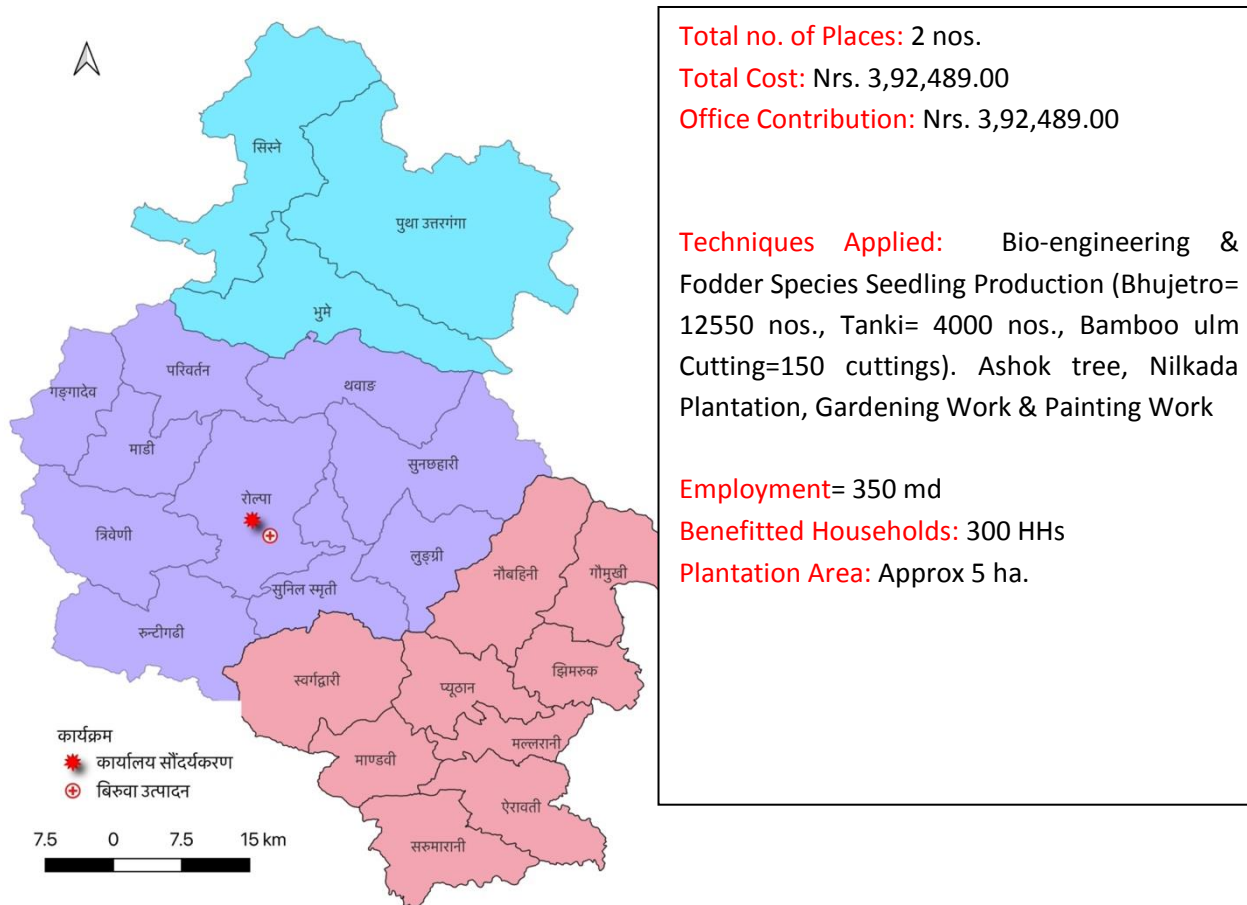 सिस्ने
पुथा उत्तरगंगा
भुमे
परिवर्तन
गङ्गादेव
थवाङ
माडी
सुनछहारी
रोल्पा
त्रिवेणी
लुङ्ग्री
सुनिल स्मृती
रुन्टीगढी
नौबहिनी
गौमुखी
झिमरुक
स्वर्गद्वारी
प्यूठान
मल्लरानी
माण्डवी
ऐरावती
सरुमारानी
कार्यक्रम
कार्यालय सौंदर्यकरण
बिरुवा उत्पादन
7.5 0 7.5 15 km
Total no. of Places: 2 nos.
Total Cost: Nrs. 3,92,489.00
Office Contribution: Nrs. 3,92,489.00
Techniques Applied: Bio-engineering &
Fodder Species Seedling Production (Bhujetro=
12550 nos., Tanki= 4000 nos., Bamboo ulm
Cutting=150 cuttings). Ashok tree, Nilkada
Plantation, Gardening Work & Painting Work
Employment= 350 md
Benefitted Households: 300 HHs
Plantation Area: Approx 5 ha.